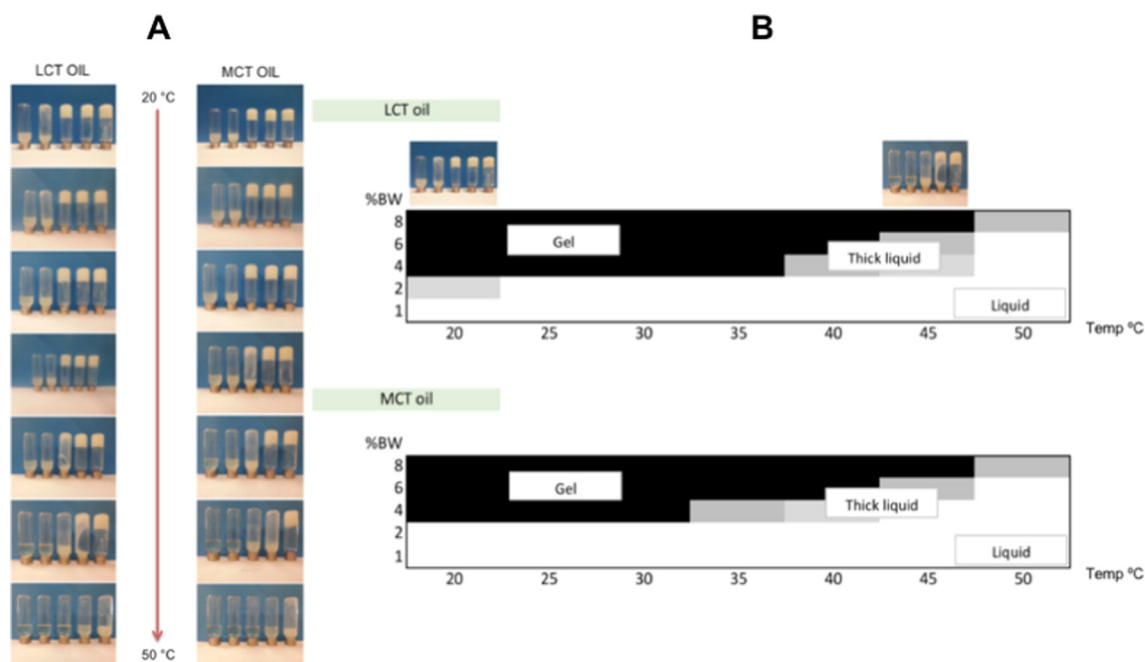 A
B
LCT OIL
MCT OIL
20 °C
50 °C
LCT oil
%BW
8
6
4
2
1
Gel
Thick liquid
Liquid
20 25 30 35 40 45 50
Temp ºC
MCT oil
%BW
8
6
4
2
1
Gel
Thick liquid
Liquid
20 25 30 35 40 45 50
Temp ºC